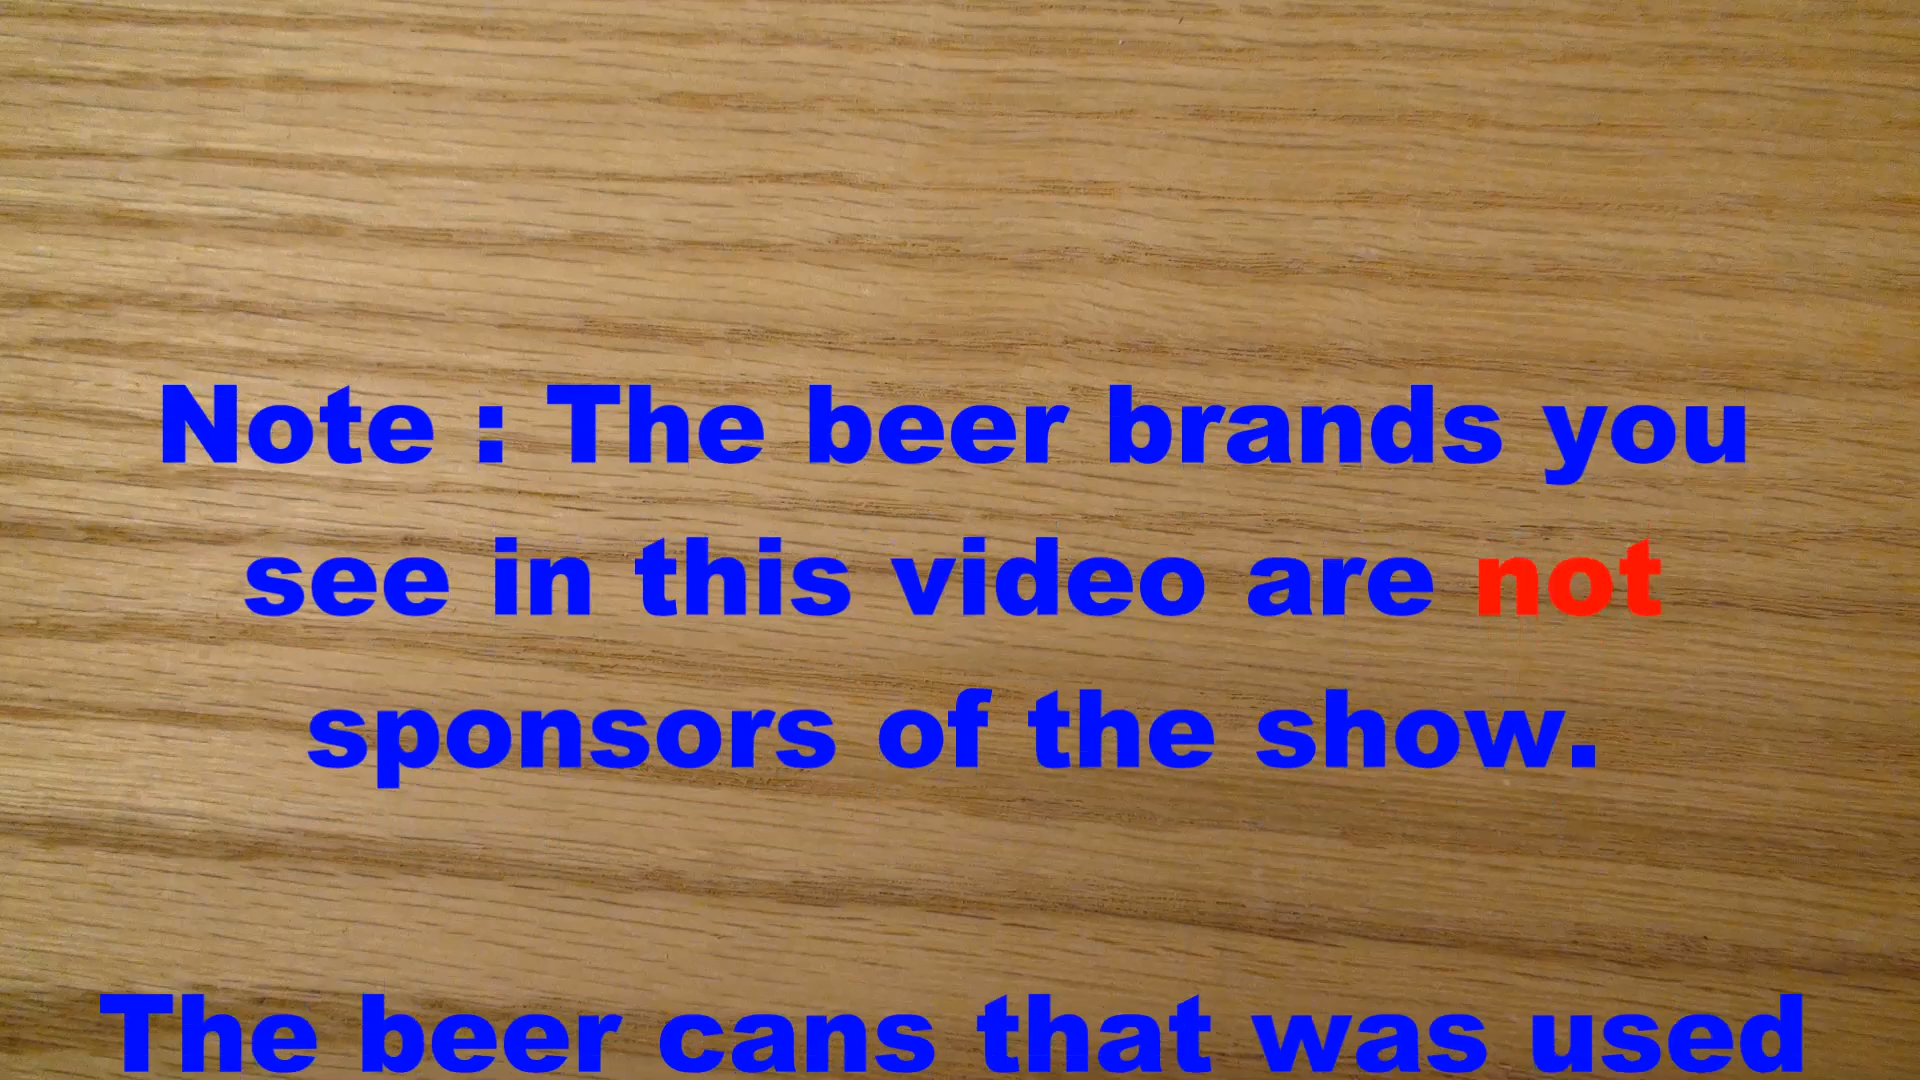 Note : The beer brands you
see in this video are not
sponsors of the show.
The beer cans that was used